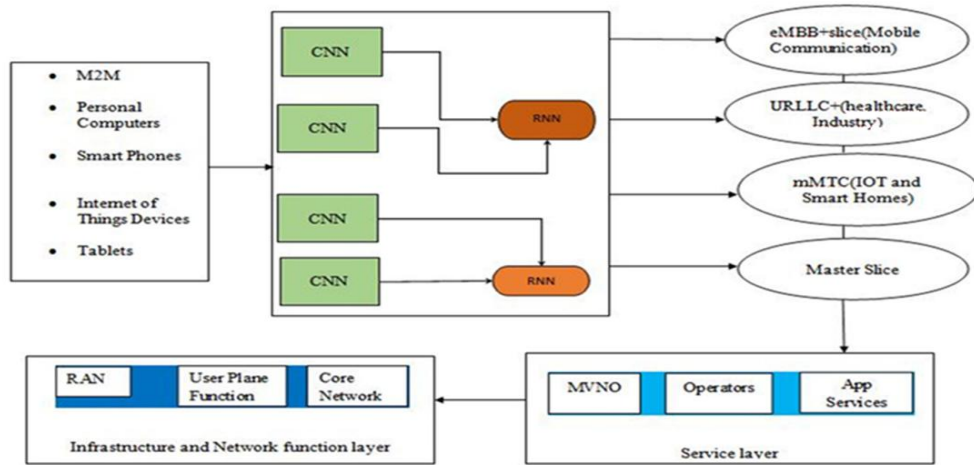 M2M
Personal
Computers
Smart Phones
Internet of
Things Devices
Tablets
CNN
CNN
RNN
CNN
CNN
RNN
eMBB+slice(Mobile
Communication)
URLLC+(healthcare,
Industry)
mMTC(IOT and
Smart Homes)
Master Slice
RAN
User Plane
Function
Core
Network
Infrastructure and Network function layer
MVNO
Operators
App
Services
Service layer